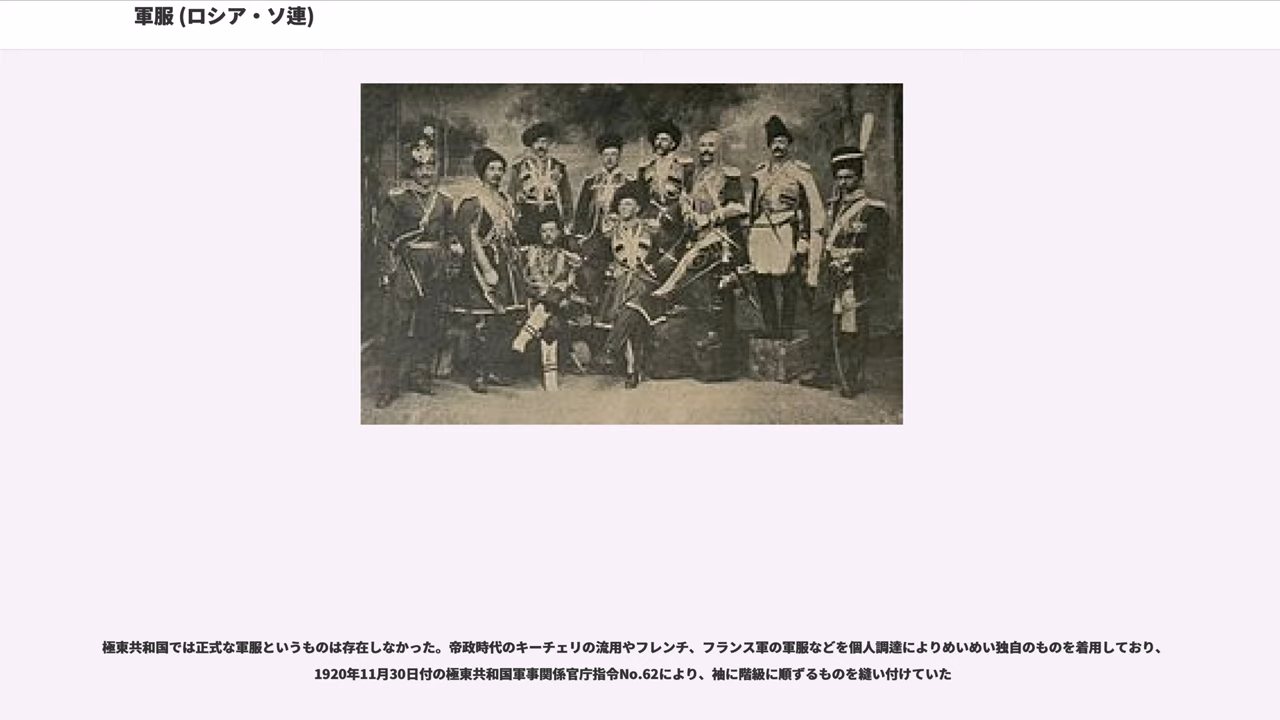 軍服 (ロシア・ソ連)
極東共和国では正式な軍服というものは存在しなかった。帝政時代のキーチェリの流用やフレンチ、フランス軍の軍服などを個人調達によりめいめい独自のものを着用しており、
1920年11月30日付の極東共和国軍事関係官庁指令No.62により、袖に階級に順ずるものを縫い付けていた